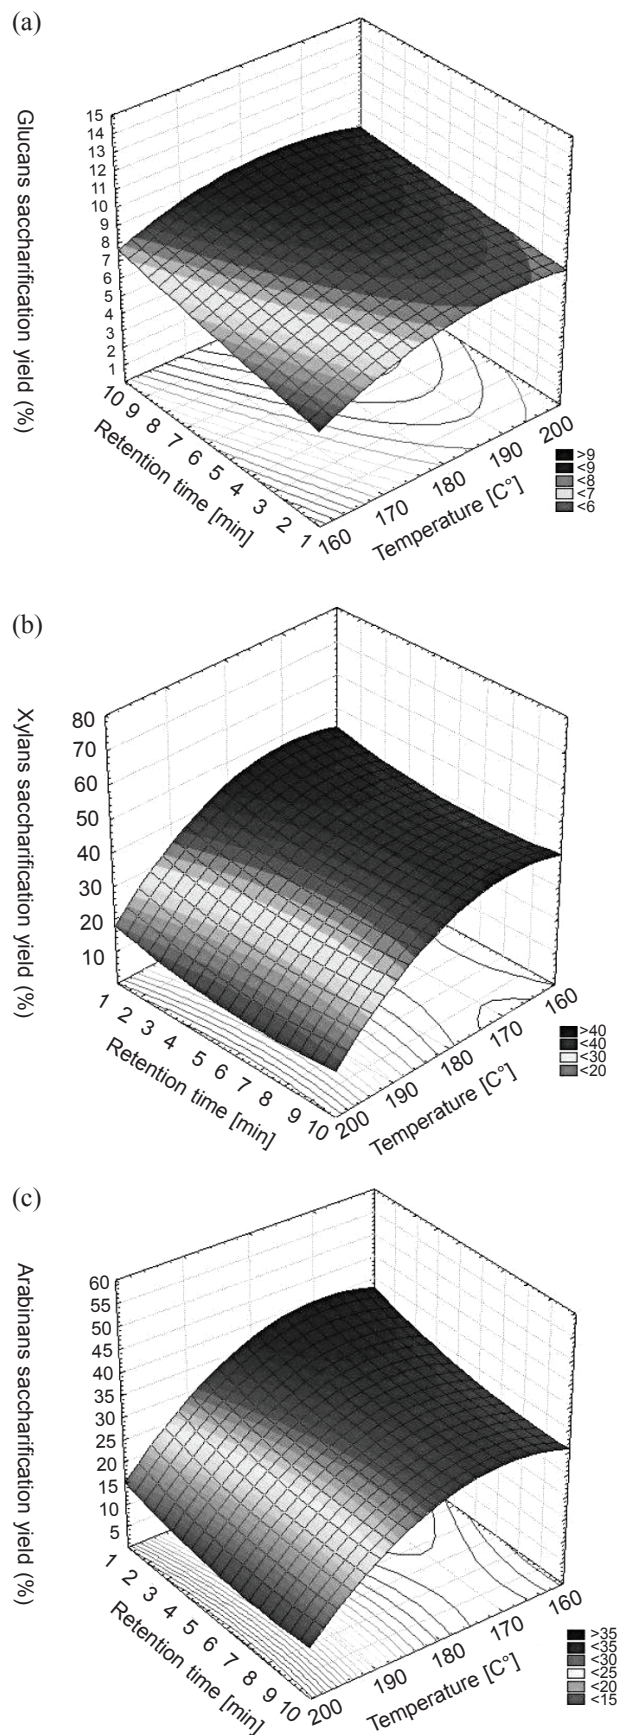 (a)
Glucans saccharification yield (%)
15
14
13
12
11
10
9
8
7
6
5
4
3
2
1
10 9 8 7 6 5 4 3 2 1
Retention time [min]
160 170 180 190 200
Temperature [C°]
>9
<9
<8
<7
<6
(b)
Xylans saccharification yield (%)
80
70
60
50
40
30
20
10
1 2 3 4 5 6 7 8 9 10
Retention time [min]
200 190 180 170 160
Temperature [C°]
>40
<40
<30
<20
(c)
Arabinans saccharification yield (%)
60
55
50
45
40
35
30
25
20
15
10
5
1 2 3 4 5 6 7 8 9 10
Retention time [min]
200 190 180 170 160
Temperature [C°]
>35
<35
<30
<25
<20
<15